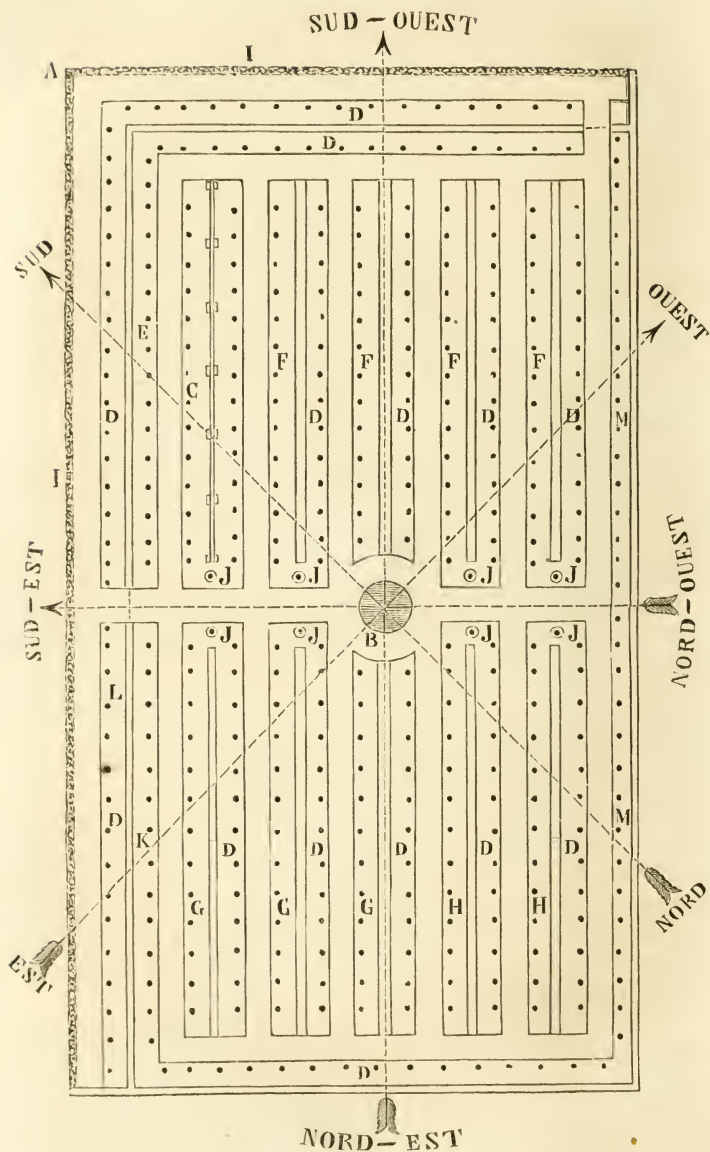 SUD-OUEST
A I
D
D
SUD
OUEST
E C F F F F
D D D D D M
I
SUD-EST
NORD-OUEST
J J J J
B
J J J J
L
D K D D D D D M
G G G H H
EST
NORD
D
NORD-EST